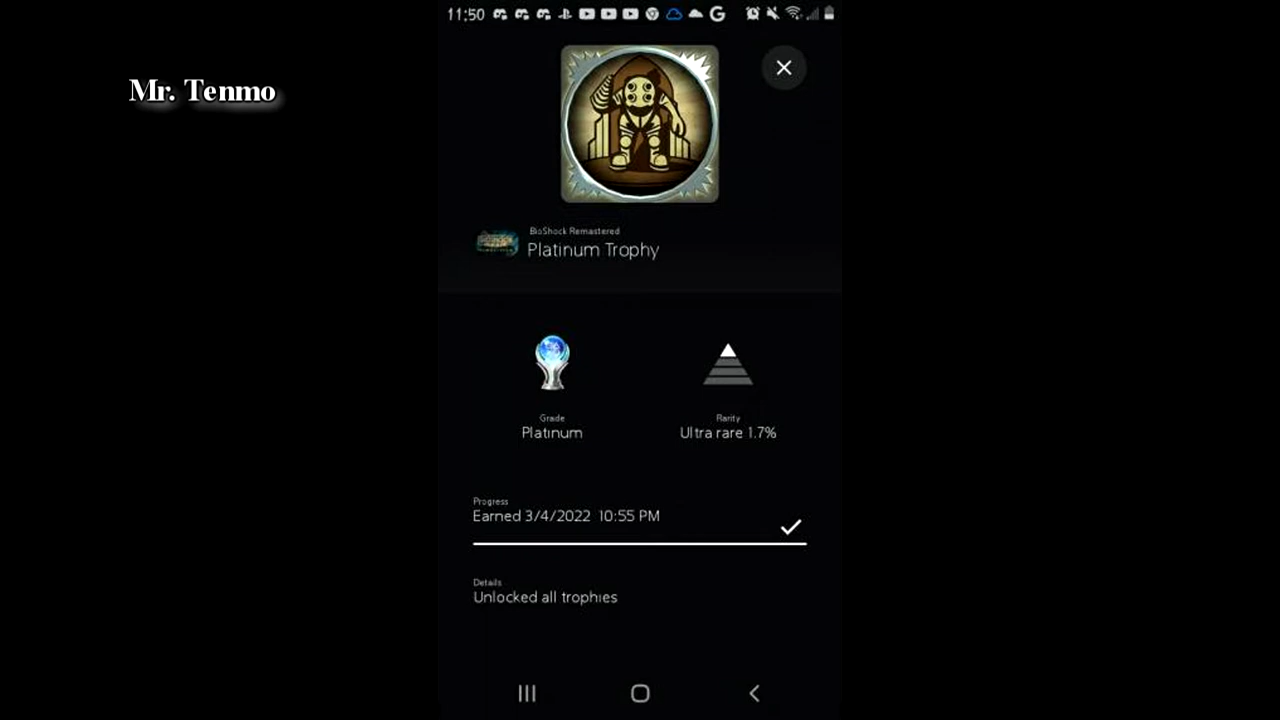 11:50
Mr. Tenmo
BioShock Remastered
Platinum Trophy
Grade
Platinum
Rarity
Ultra rare 1.7%
Progress
Earned 3/4/2022 10:55 PM
Details
Unlocked all trophies